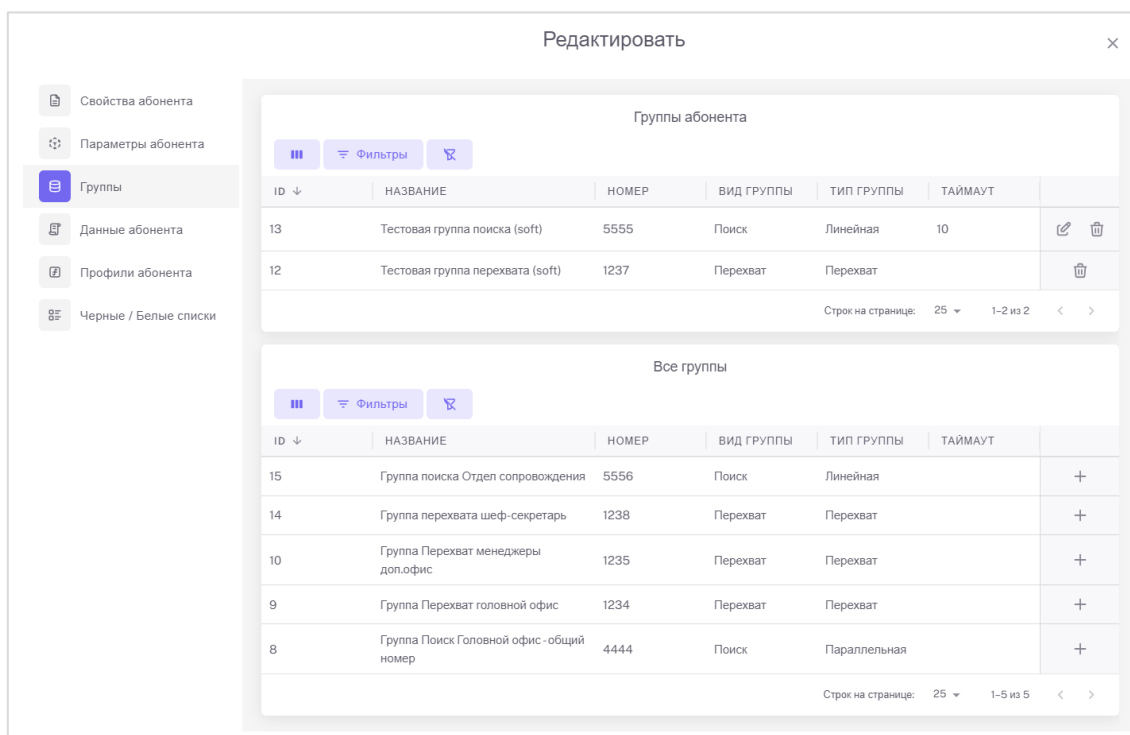 Редактировать
Свойства абонента
Параметры абонента
Группы
Данные абонента
Профили абонента
Черные / Белые списки
Группы абонента
Фильтры
ID НАЗВАНИЕ НОМЕР ВИД ГРУППЫ ТИП ГРУППЫ ТАЙМАУТ
13 Тестовая группа поиска (soft) 5555 Поиск Линейная 10
12 Тестовая группа перехвата (soft) 1237 Перехват Перехват
Строк на странице: 25 1–2 из 2
Все группы
Фильтры
ID НАЗВАНИЕ НОМЕР ВИД ГРУППЫ ТИП ГРУППЫ ТАЙМАУТ
15 Группа поиска Отдел сопровождения 5556 Поиск Линейная
14 Группа перехвата шеф-секретарь 1238 Перехват Перехват
10 Группа Перехват менеджеры
доп.офис 1235 Перехват Перехват
9 Группа Перехват головной офис 1234 Перехват Перехват
8 Группа Поиск Головной офис - общий
номер 4444 Поиск Параллельная
Строк на странице: 25 1–5 из 5